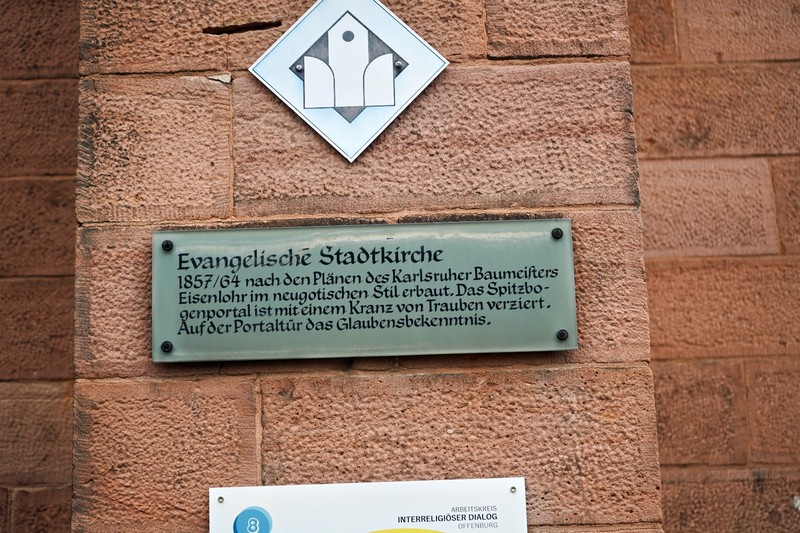 Evangelische Stadtkirche
1857/64 nach den Plänen des Karlsruher Baumeisters
Eisenlohr im neugotischen Stil erbaut. Das Spitzbo-
genportal ist mit einem Kranz von Trauben verziert.
Auf der Portaltür das Glaubensbekenntnis.
8
ARBEITSKREIS
INTERRELIGIÖSER DIALOG
OFFENBURG